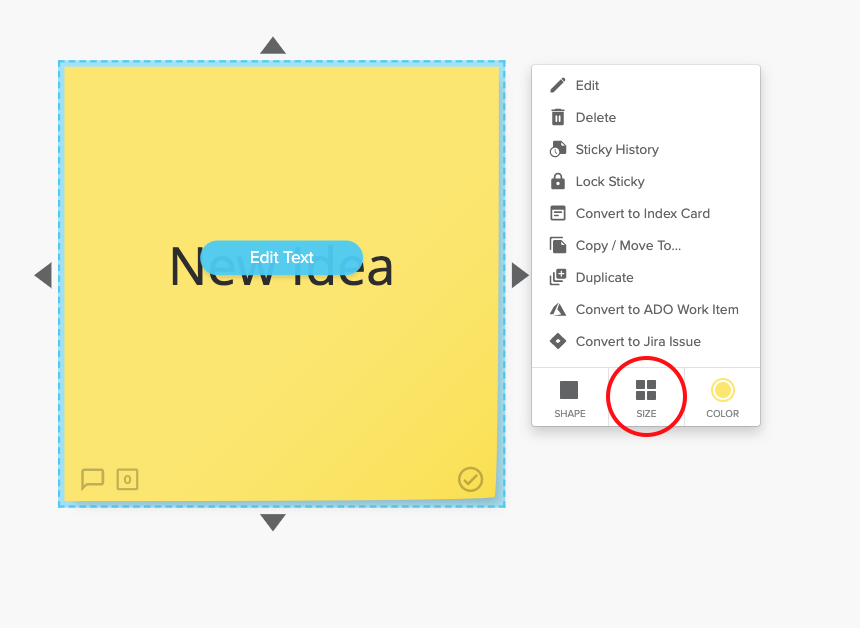 New Idea
Edit Text
0
Edit
Delete
Sticky History
Lock Sticky
Convert to Index Card
Copy / Move To...
Duplicate
Convert to ADO Work Item
Convert to Jira Issue
SHAPE
SIZE
COLOR